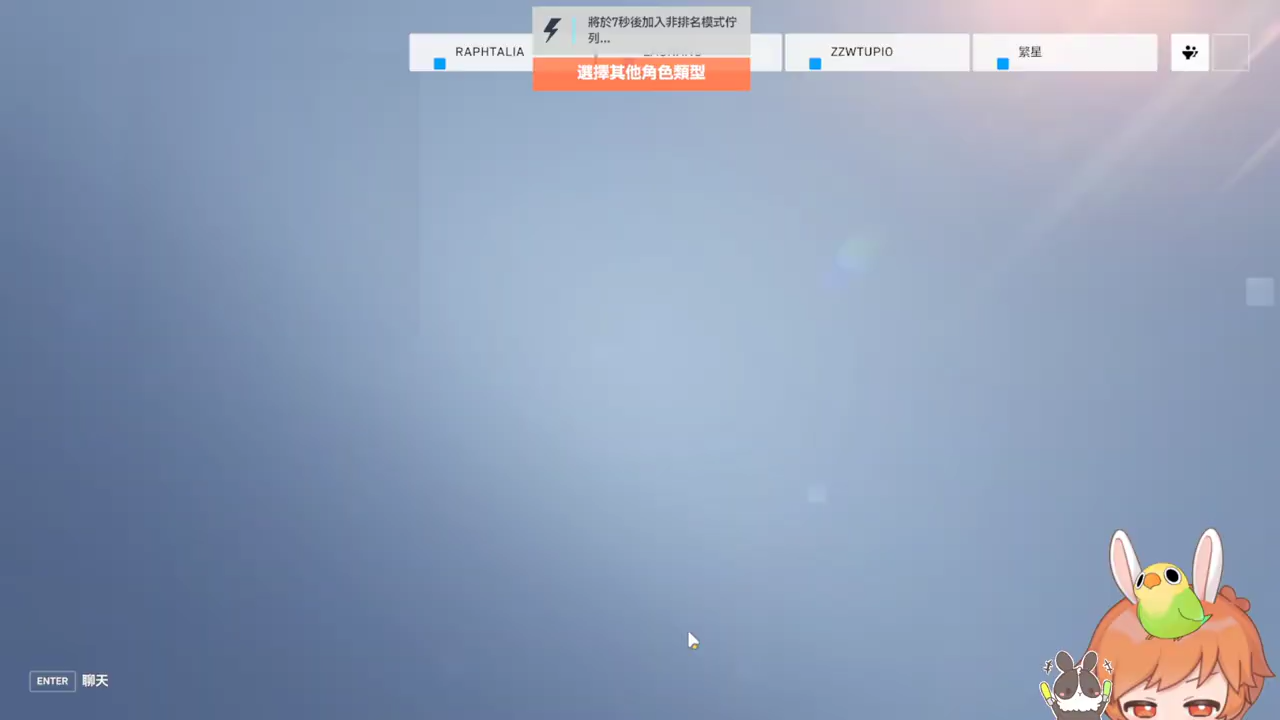 將於7秒後加入非排名模式佇
列...
RAPHTALIA
ZZWTUPIO
繁星
選擇其他角色類型
ENTER 聊天